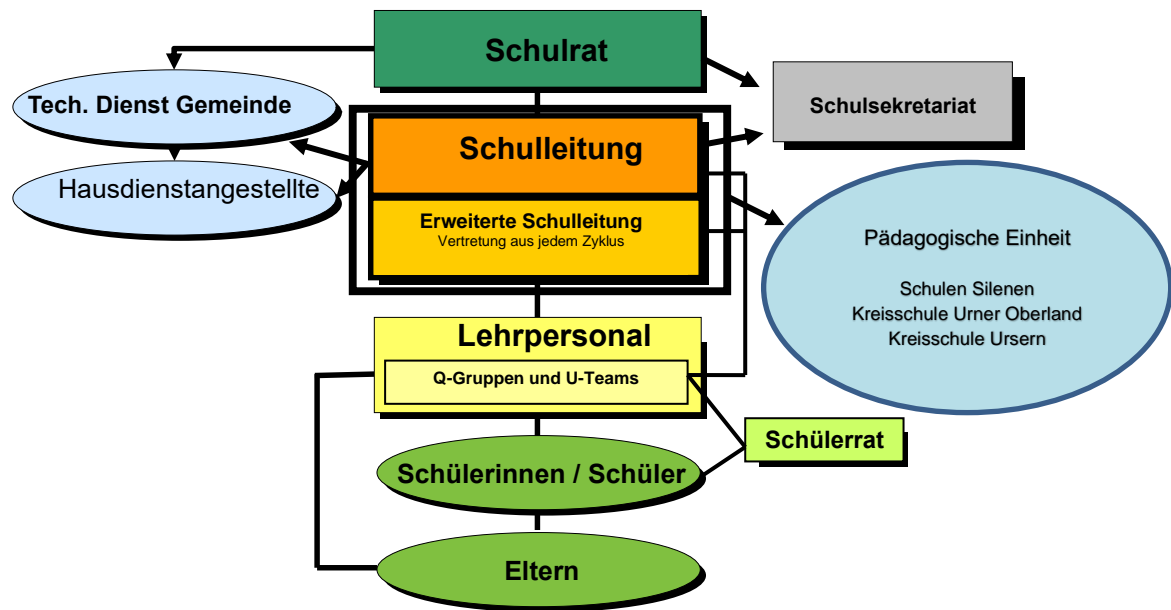 Schulrat
Tech. Dienst Gemeinde
Schulsekretariat
Schulleitung
Hausdienstangestellte
Erweiterte Schulleitung
Vertretung aus jedem Zyklus
Pädagogische Einheit
Schulen Silenen
Kreisschule Urner Oberland
Kreisschule Ursern
Lehrpersonal
Q-Gruppen und U-Teams
Schülerrat
Schülerinnen / Schüler
Eltern